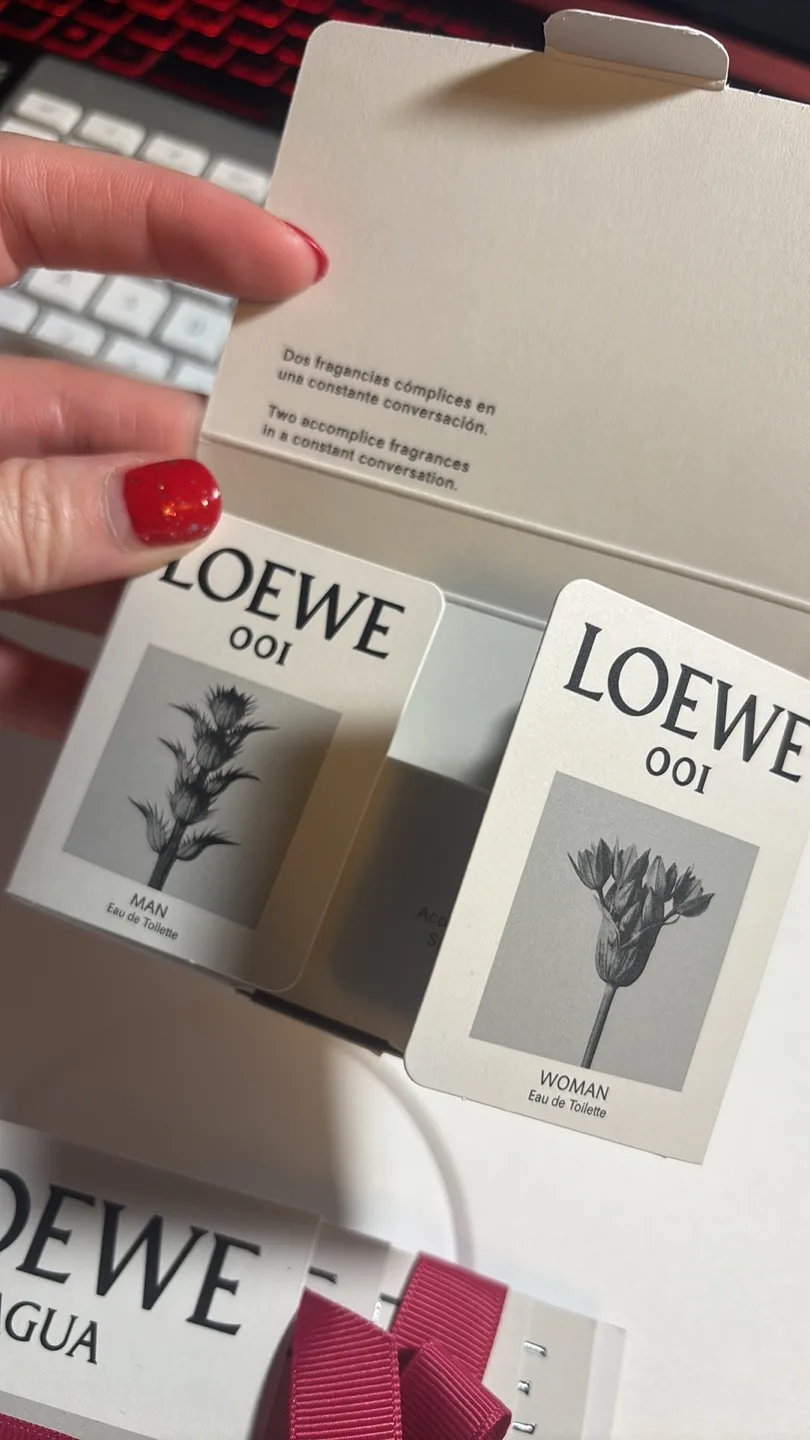 Dos fragancias cómplices en
una constante conversación.
Two accomplice fragrances
in a constant conversation.
LOEWE
001
MAN
Eau de Toilette
LOEWE
001
WOMAN
Eau de Toilette
OEWE
AGUA